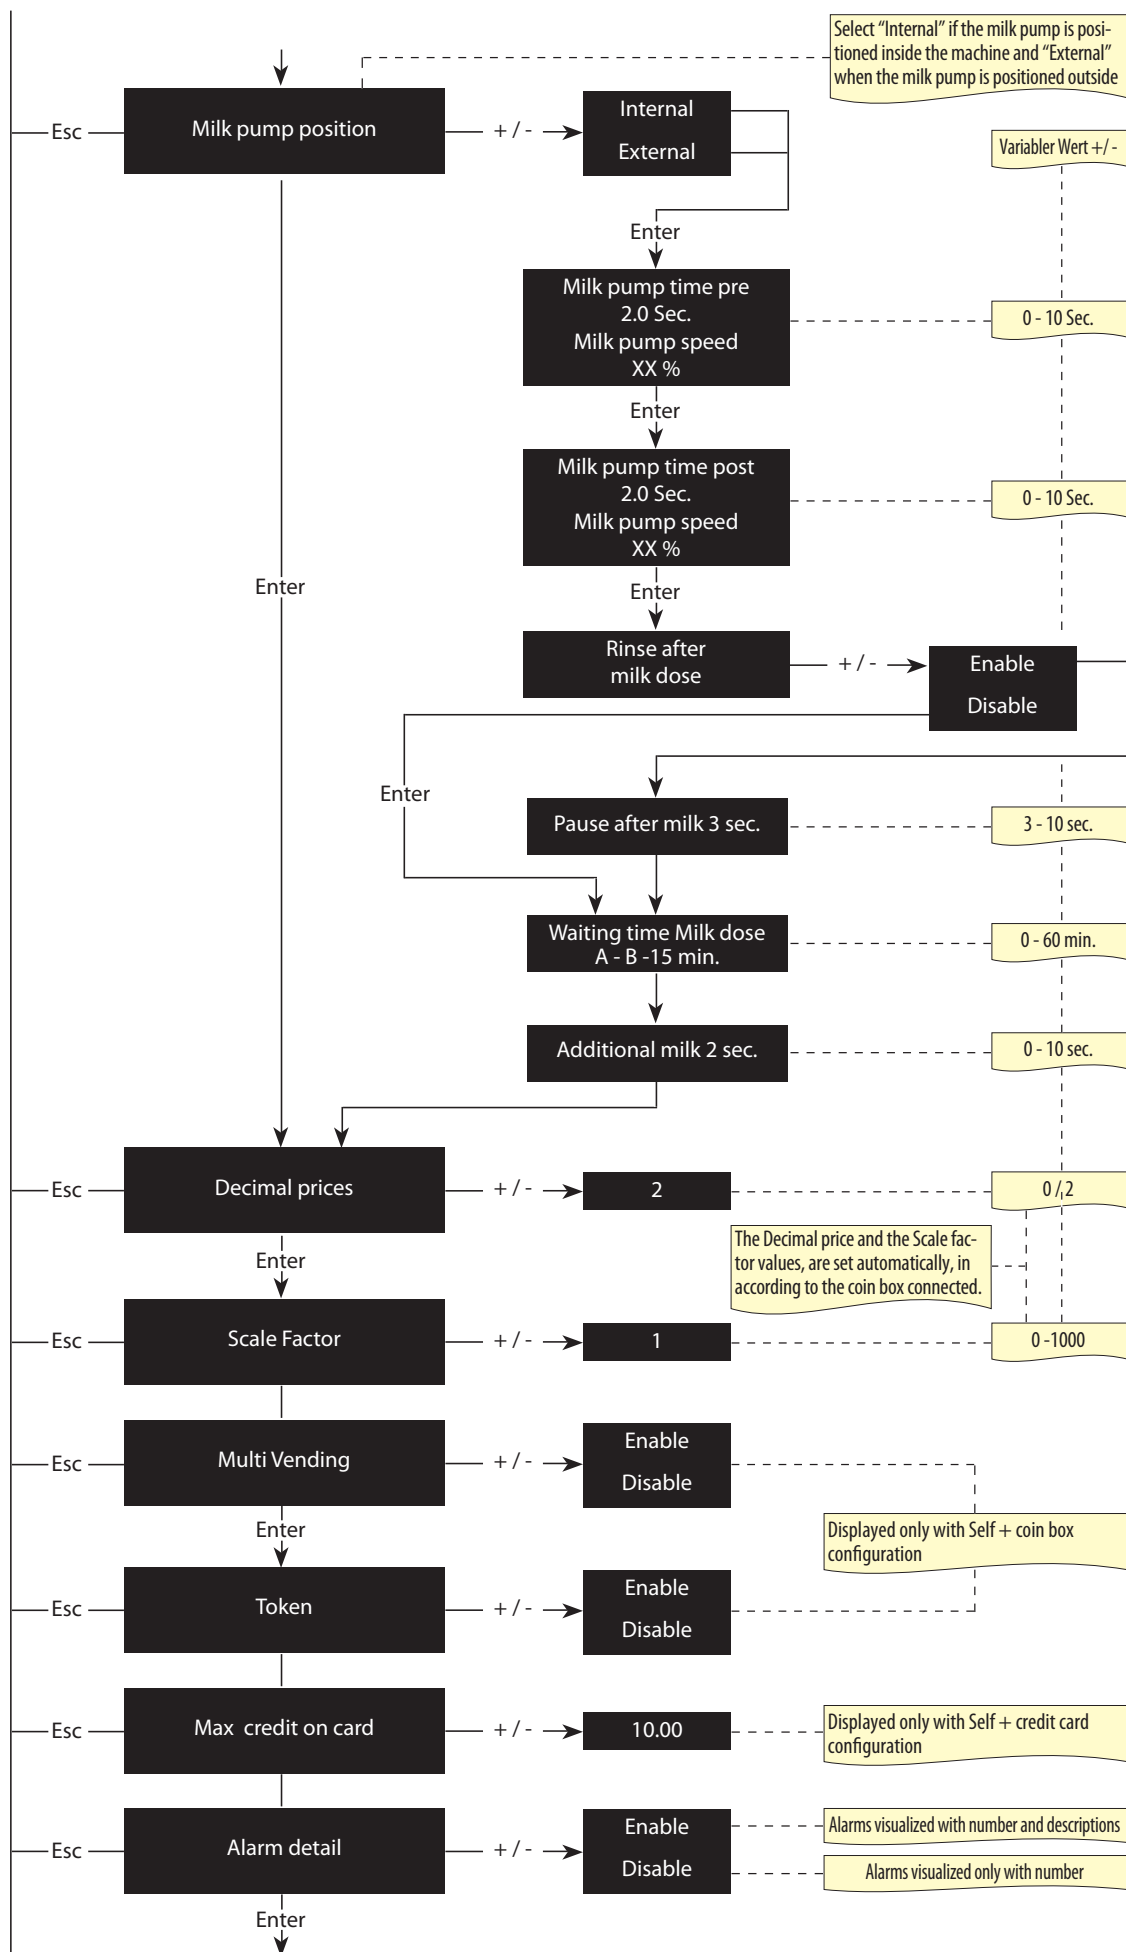 Select “Internal” if the milk pump is posi-
tioned inside the machine and “External”
when the milk pump is positioned outside
Esc
Milk pump position
+ / -
Internal
External
Variabler Wert +/ -
Enter
Milk pump time pre
2.0 Sec.
Milk pump speed
XX %
0 - 10 Sec.
Enter
Milk pump time post
2.0 Sec.
Milk pump speed
XX %
0 - 10 Sec.
Enter
Enter
Rinse after
milk dose
+ / -
Enable
Disable
Enter
Pause after milk 3 sec.
3 - 10 sec.
Waiting time Milk dose
A - B -15 min.
0 - 60 min.
Additional milk 2 sec.
0 - 10 sec.
Esc
Decimal prices
+ / -
2
0 / 2
Enter
The Decimal price and the Scale fac-
tor values, are set automatically, in
according to the coin box connected.
Esc
Scale Factor
+ / -
1
0 -1000
Esc
Multi Vending
+ / -
Enable
Disable
Enter
Displayed only with Self + coin box
configuration
Esc
Token
+ / -
Enable
Disable
Esc
Max credit on card
+ / -
10.00
Displayed only with Self + credit card
configuration
Esc
Alarm detail
+ / -
Enable
Disable
Alarms visualized with number and descriptions
Alarms visualized only with number
Enter